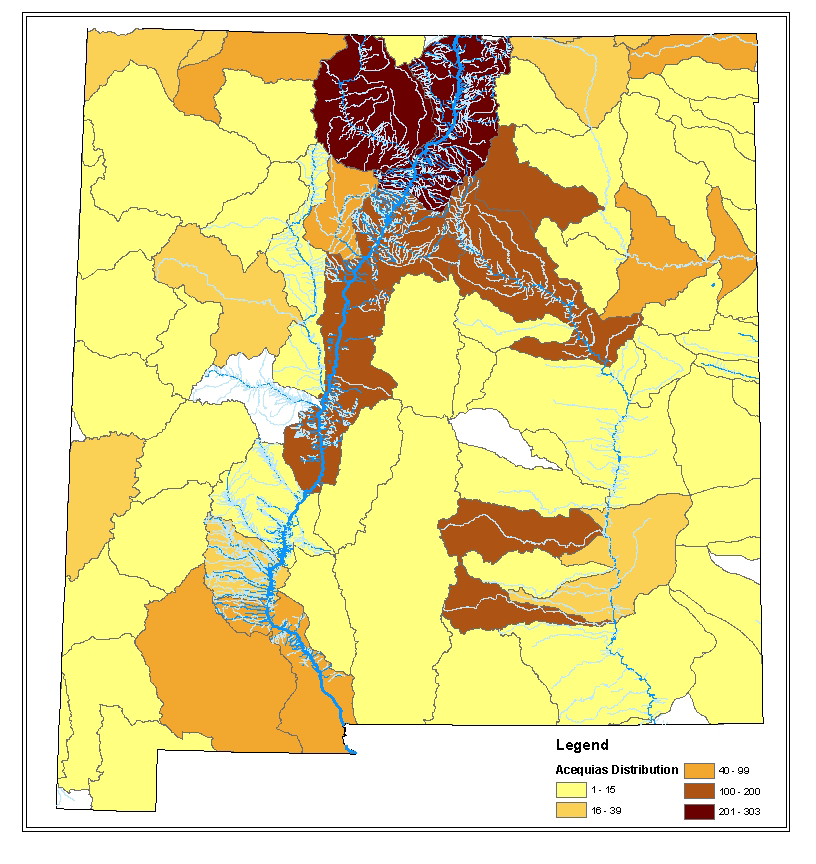 Legend
Acequias Distribution
1 - 15
16 - 39
40 - 99
100 - 200
201 - 303